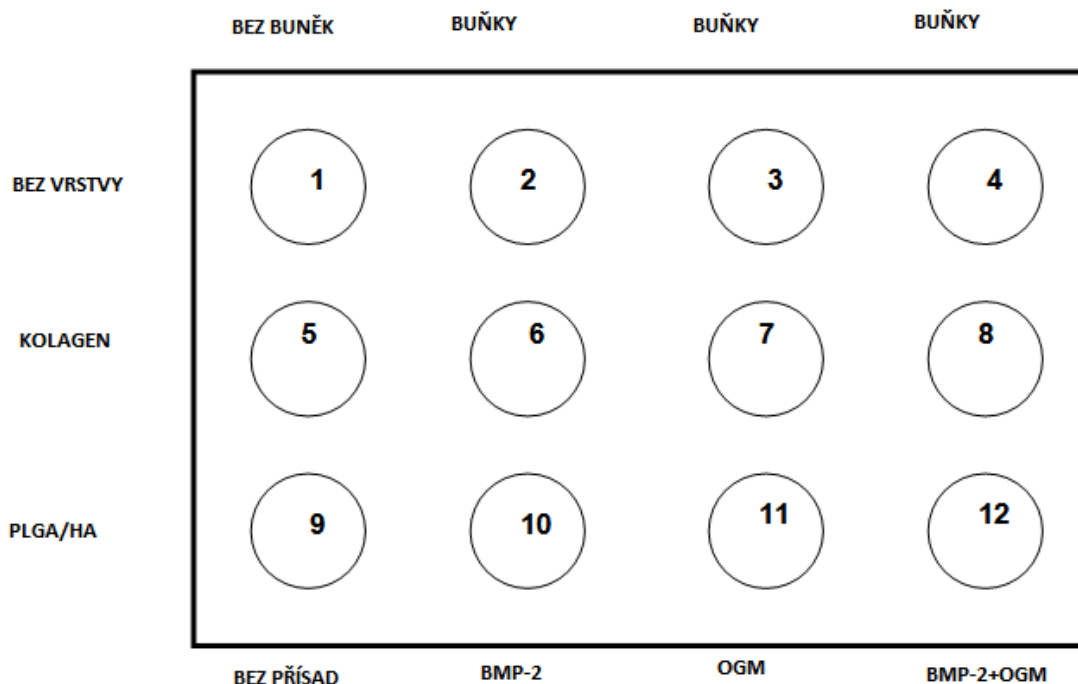 BEZ BUNĚK BUŇKY BUŇKY BUŇKY
BEZ VRSTVY 1 2 3 4
KOLAGEN 5 6 7 8
PLGA/HA 9 10 11 12
BEZ PŘÍSAD BMP-2 OGM BMP-2+OGM